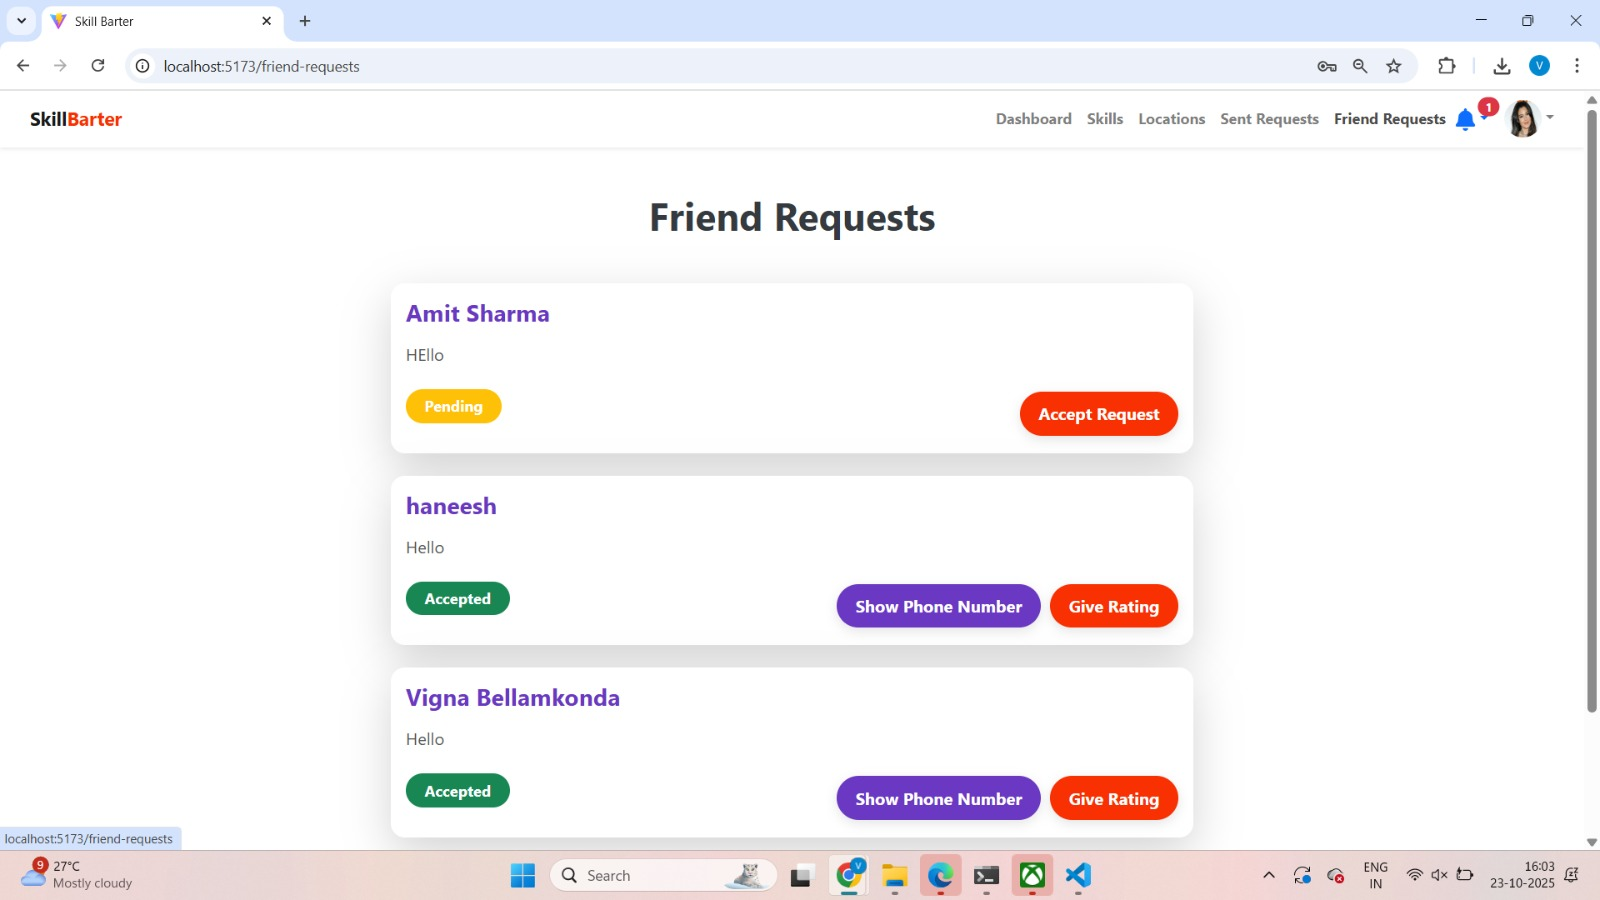 Skill Barter
localhost:5173/friend-requests
V
SkillBarter
Dashboard
Skills
Locations
Sent Requests
Friend Requests
1
Friend Requests
Amit Sharma
HEllo
Pending
Accept Request
haneesh
Hello
Accepted
Show Phone Number
Give Rating
Vigna Bellamkonda
Hello
Accepted
Show Phone Number
Give Rating
localhost:5173/friend-requests
9
27°C
Mostly cloudy
Search
V
ENG
IN
16:03
23-10-2025